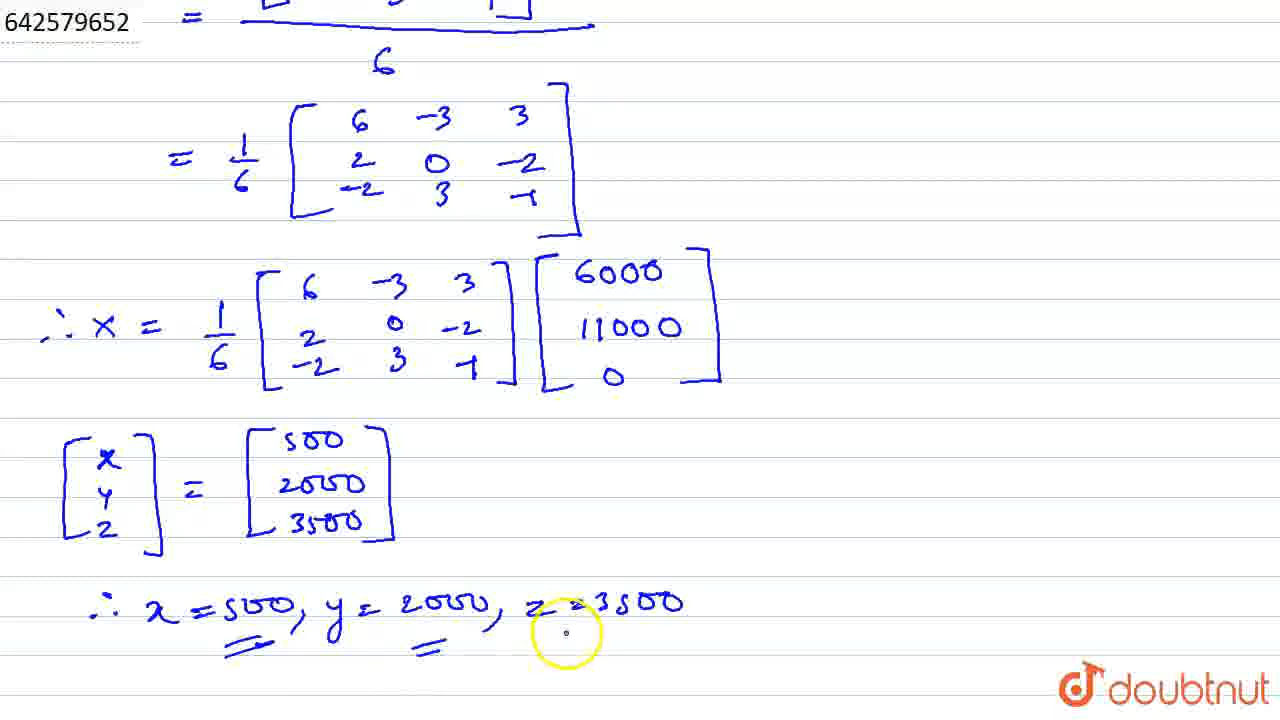 642579652
=
6
= 1/6 [ 6 -3 3
2 0 -2
-2 3 -1 ]
∴ x = 1/6 [ 6 -3 3
2 0 -2
-2 3 -1 ] [ 6000
11000
0 ]
[ x
y
z ] = [ 500
2000
3500 ]
∴ x = 500, y = 2000, z = 3500
doubtnut